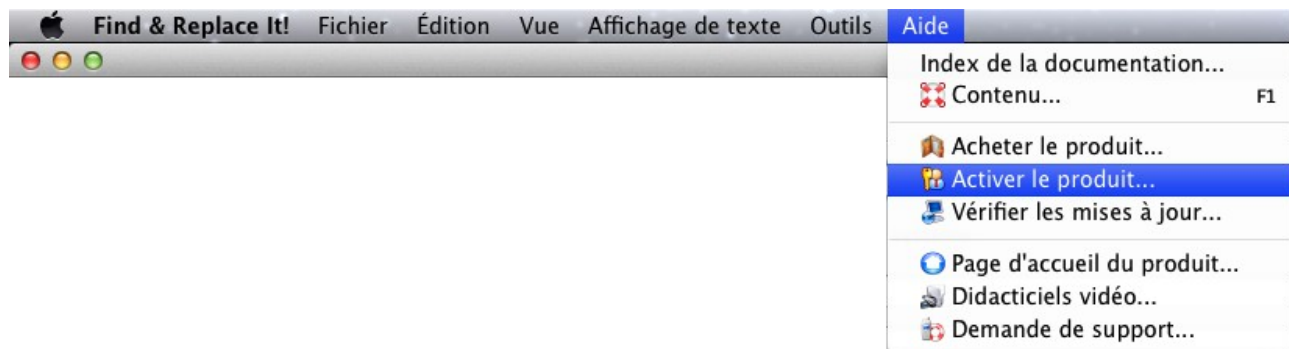 Find & Replace It! Fichier Édition Vue Affichage de texte Outils Aide
Index de la documentation...
Contenu... F1
Acheter le produit...
Activer le produit...
Vérifier les mises à jour...
Page d'accueil du produit...
Didacticiels vidéo...
Demande de support...